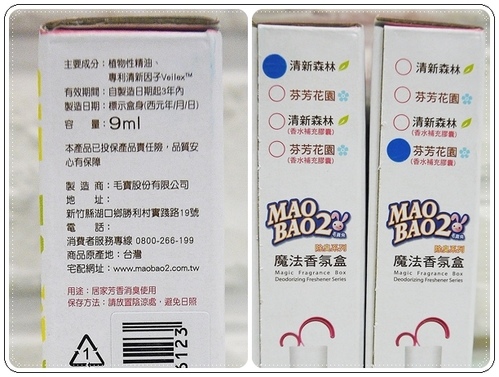 主要成分：植物性精油、
專利清新因子Veilex™
有效期間：自製造日期起3年內
製造日期：標示盒身(西元年/月/日)
容 量：9ml
本產品已投保產品責任險，品質安
心有保障
製 造 商：毛寶股份有限公司
地 址：
新竹縣湖口鄉勝利村實踐路19號
電 話：
消費者服務專線 0800-266-199
商品原產地：台灣
宅配網址：www.maobao2.com.tw
用途：居家芳香消臭使用
保存方法：請放置陰涼處，避免日照
1
6123
清新森林
芬芳花園
清新森林
(香水補充膠囊)
芬芳花園
(香水補充膠囊)
MAO
BAO2
除臭系列
魔法香氛盒
Magic Fragrance Box
Deodorizing Freshener Series
清新森林
芬芳花園
清新森林
(香水補充膠囊)
芬芳花園
(香水補充膠囊)
MAO
BAO2
除臭系列
魔法香氛盒
Magic Fragrance Box
Deodorizing Freshener Series